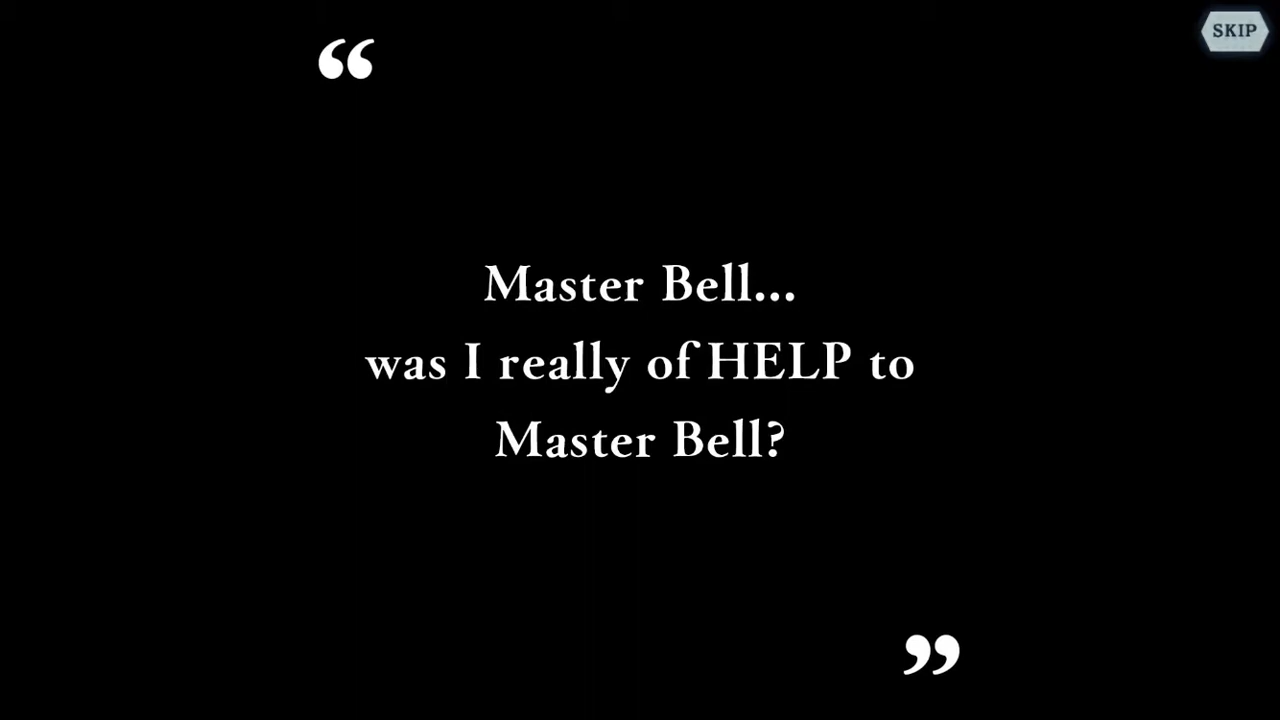 SKIP
“
Master Bell...
was I really of HELP to
Master Bell?
”